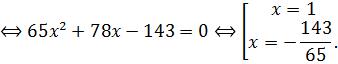 ⇔65x² + 78x − 143 = 0 ⇔ [ x = 1
x = − 143/65 .